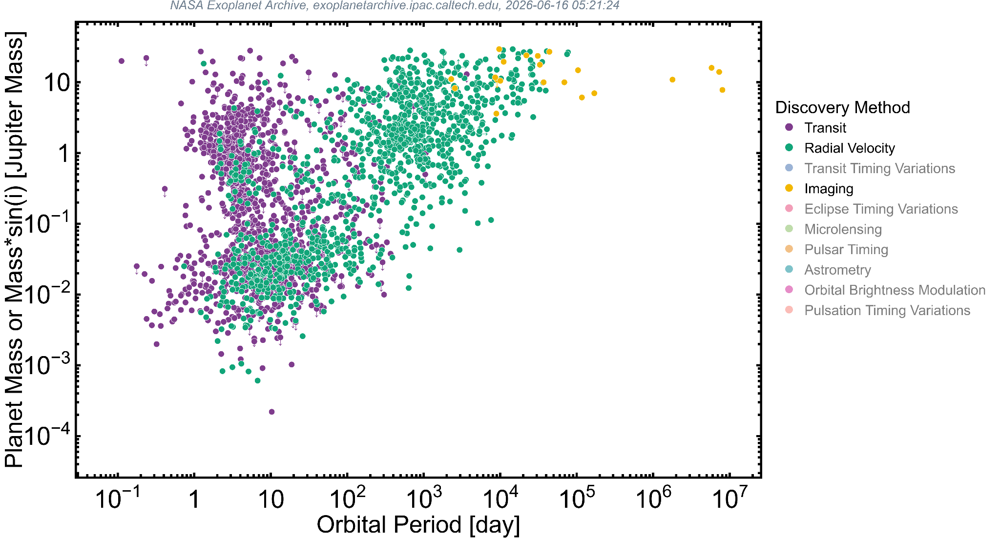 NASA Exoplanet Archive, exoplanetarchive.ipac.caltech.edu, 2026-06-16 05:21:24
Planet Mass or Mass*sin(i) [Jupiter Mass]
10
1
10⁻¹
10⁻²
10⁻³
10⁻⁴
10⁻¹ 1 10 10² 10³ 10⁴ 10⁵ 10⁶ 10⁷
Orbital Period [day]
Discovery Method
Transit
Radial Velocity
Transit Timing Variations
Imaging
Eclipse Timing Variations
Microlensing
Pulsar Timing
Astrometry
Orbital Brightness Modulation
Pulsation Timing Variations